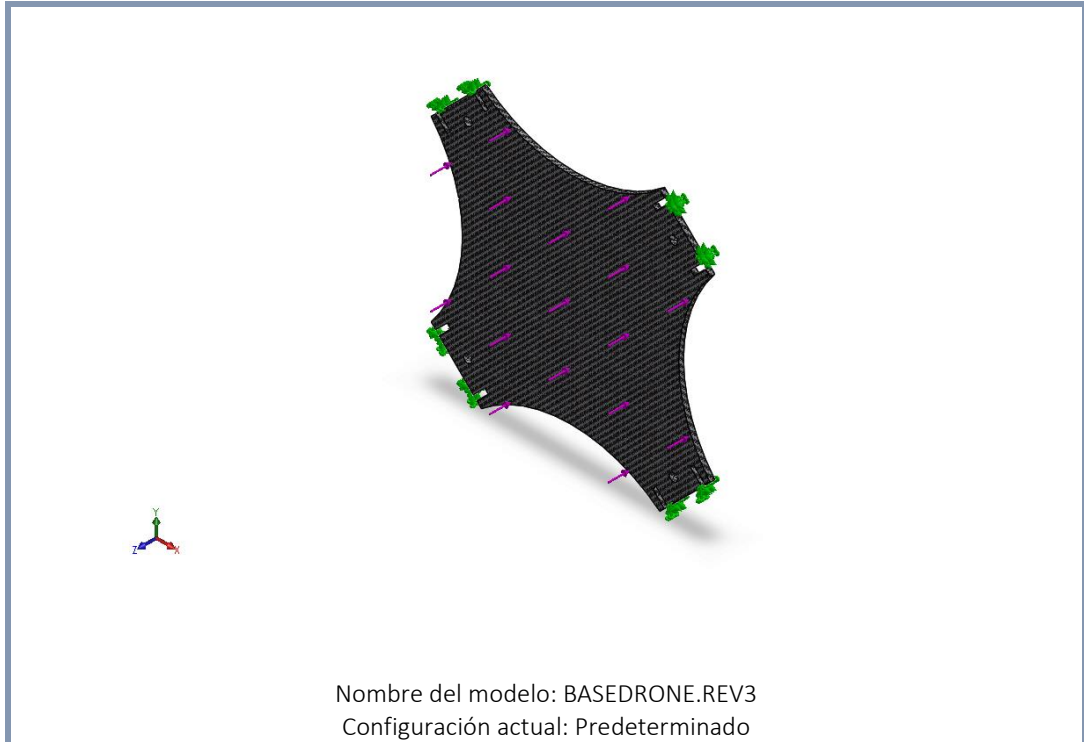 Y
Z
X
Nombre del modelo: BASEDRONE.REV3
Configuración actual: Predeterminado